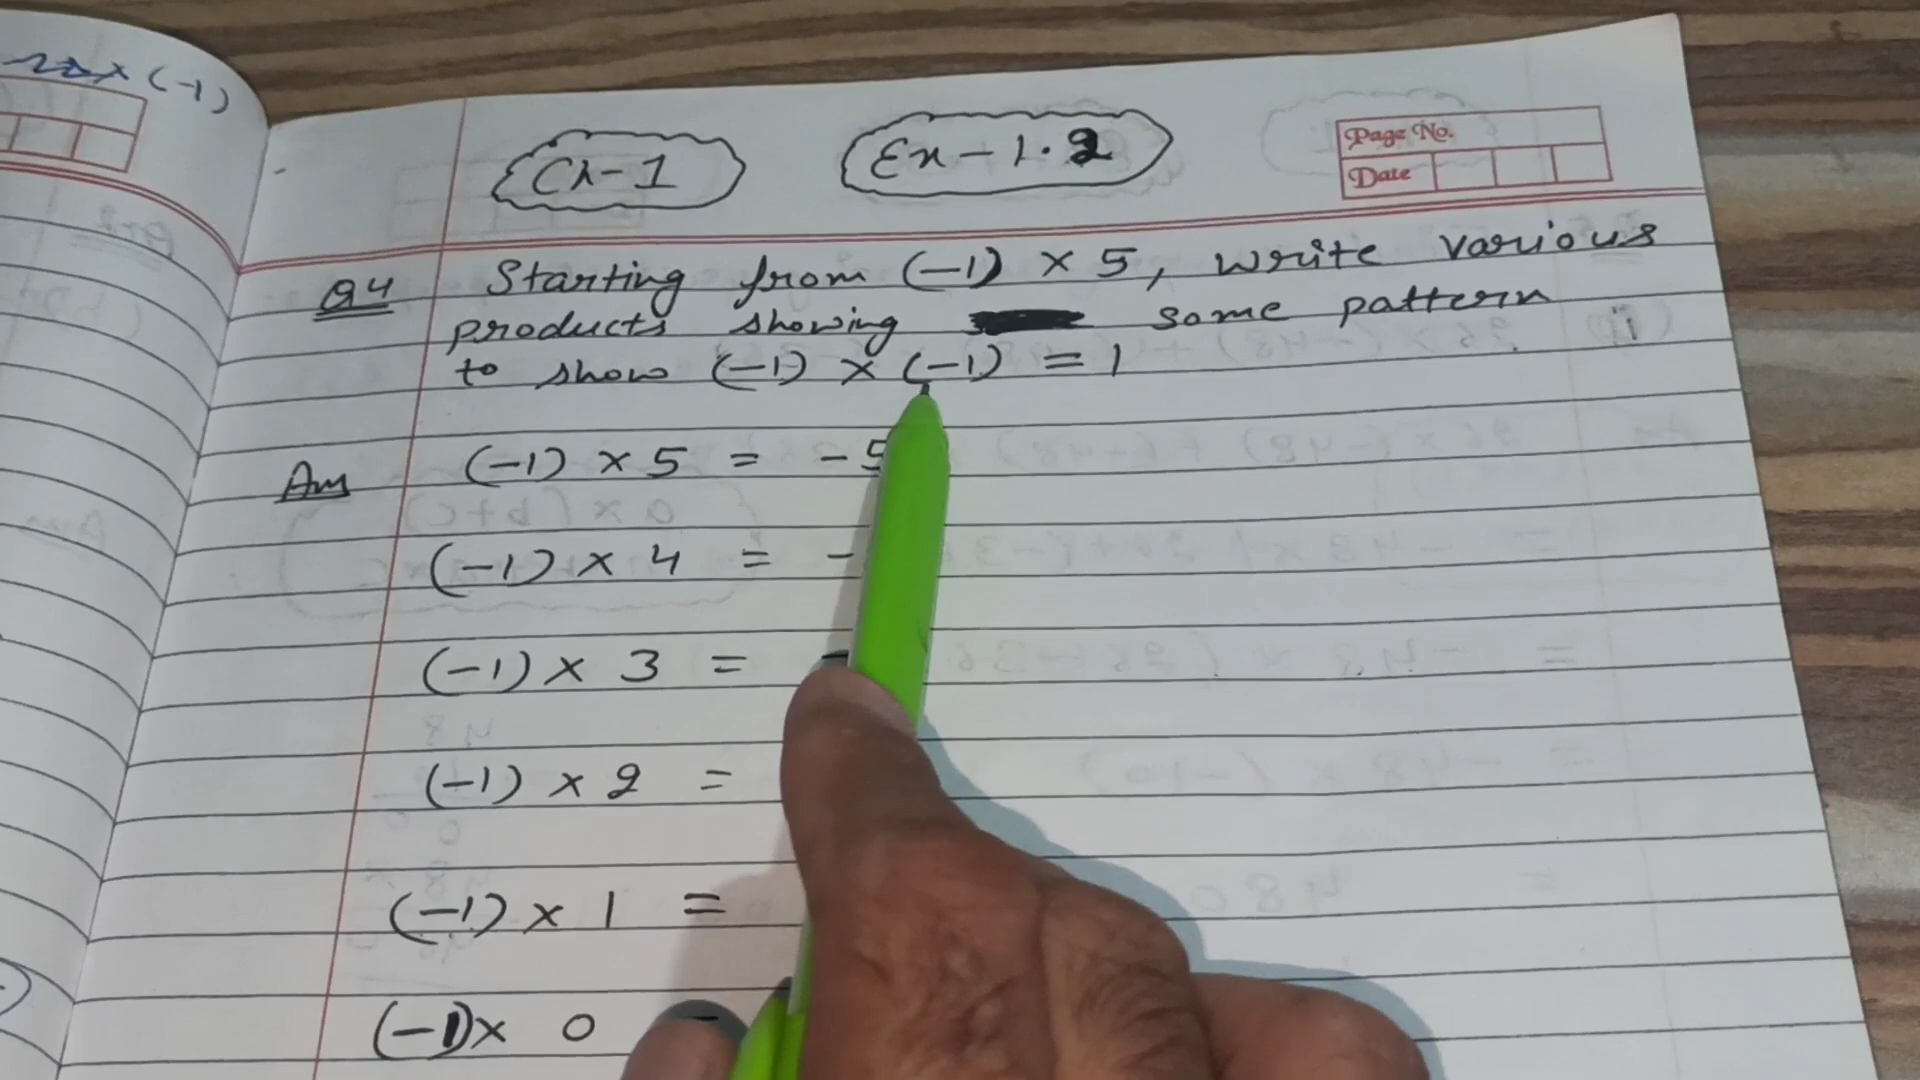 x (-1)
Ch-1
Ex-1.2
Page No.
Date
Q4 Starting from (-1) × 5, write various
products showing some pattern
to show (-1) × (-1) = 1
Ans (-1) × 5 = -5
(-1) × 4 = -
(-1) × 3 = -
(-1) × 2 =
(-1) × 1 =
(-1) × 0